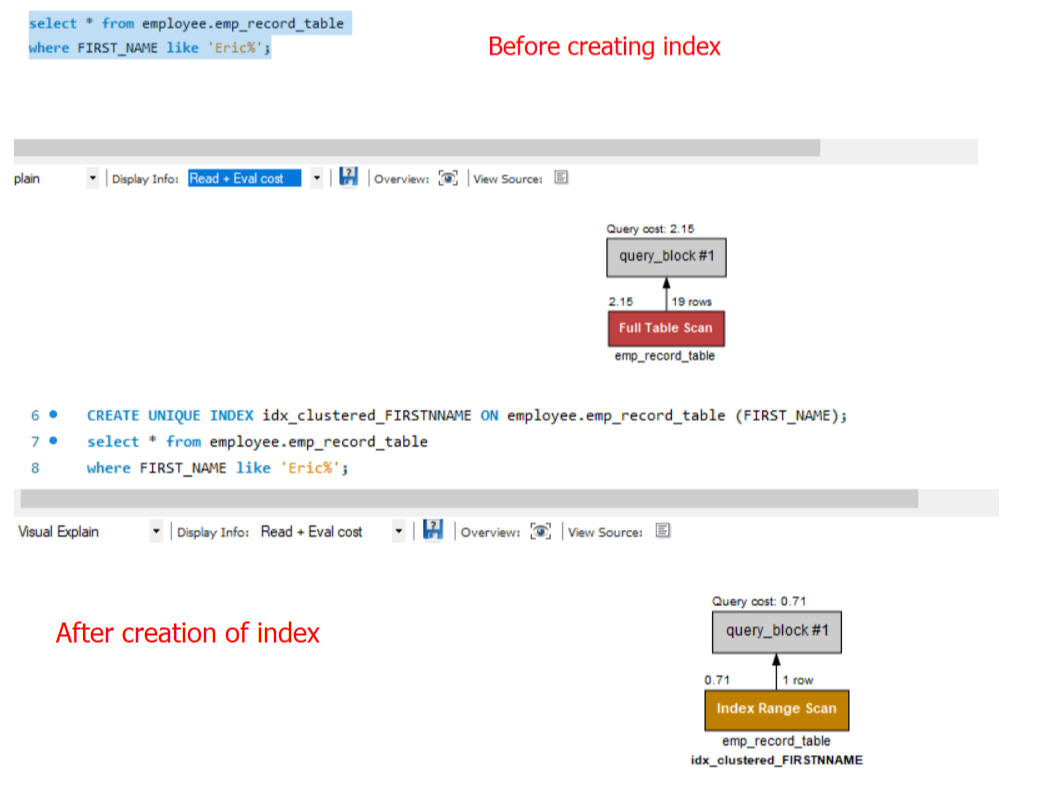 select * from employee.emp_record_table
where FIRST_NAME like 'Eric%';
Before creating index
plain Display Info: Read + Eval cost Overview: View Source:
Query cost: 2.15
query_block #1
2.15 19 rows
Full Table Scan
emp_record_table
6 CREATE UNIQUE INDEX idx_clustered_FIRSTNNAME ON employee.emp_record_table (FIRST_NAME);
7 select * from employee.emp_record_table
8 where FIRST_NAME like 'Eric%';
Visual Explain Display Info: Read + Eval cost Overview: View Source:
After creation of index
Query cost: 0.71
query_block #1
0.71 1 row
Index Range Scan
emp_record_table
idx_clustered_FIRSTNNAME